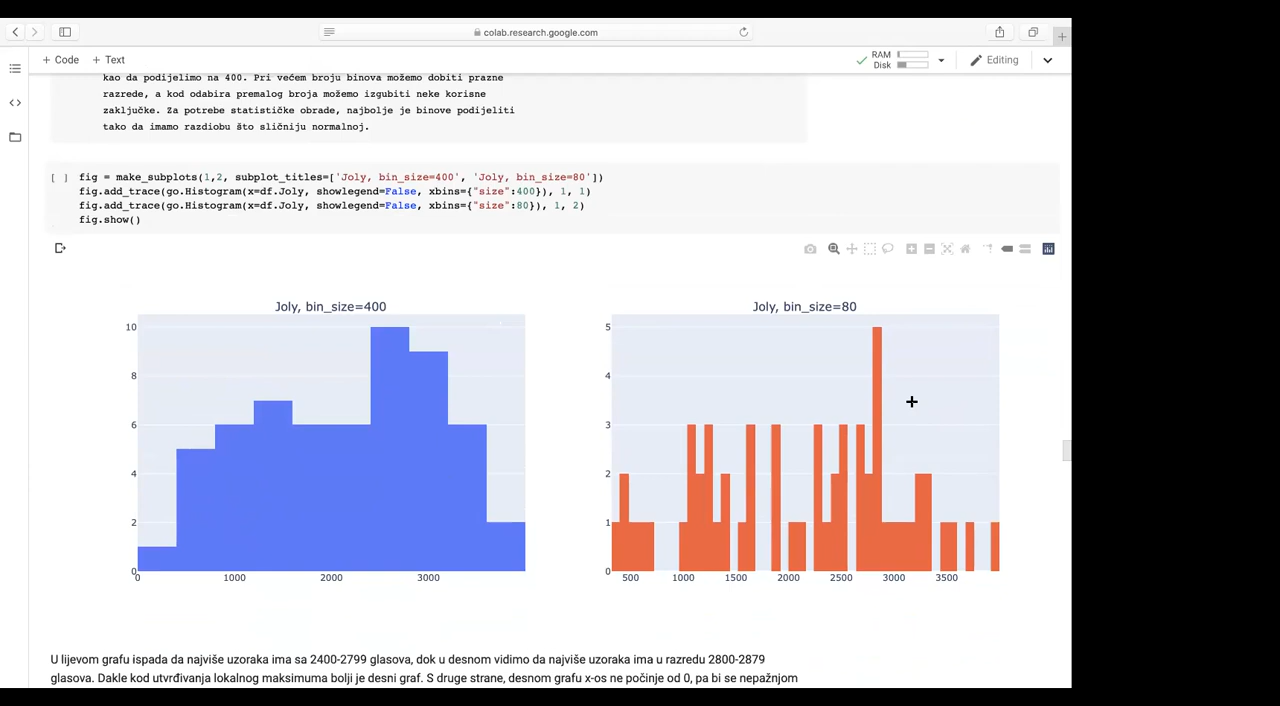 colab.research.google.com
+ Code + Text
RAM
Disk
Editing
kao da podijelimo na 400. Pri većem broju binova možemo dobiti prazne
razrede, a kod odabira premalog broja možemo izgubiti neke korisne
zaključke. Za potrebe statističke obrade, najbolje je binove podijeliti
tako da imamo razdiobu što sličniju normalnoj.
[ ] fig = make_subplots(1,2, subplot_titles=['Joly, bin_size=400', 'Joly, bin_size=80'])
fig.add_trace(go.Histogram(x=df.Joly, showlegend=False, xbins={"size":400}), 1, 1)
fig.add_trace(go.Histogram(x=df.Joly, showlegend=False, xbins={"size":80}), 1, 2)
fig.show()
Joly, bin_size=400
10
8
6
4
2
0
0 1000 2000 3000
Joly, bin_size=80
5
4
3
2
1
0
500 1000 1500 2000 2500 3000 3500
U lijevom grafu ispada da najviše uzoraka ima sa 2400-2799 glasova, dok u desnom vidimo da najviše uzoraka ima u razredu 2800-2879
glasova. Dakle kod utvrđivanja lokalnog maksimuma bolji je desni graf. S druge strane, desnom grafu x-os ne počinje od 0, pa bi se nepažnjom